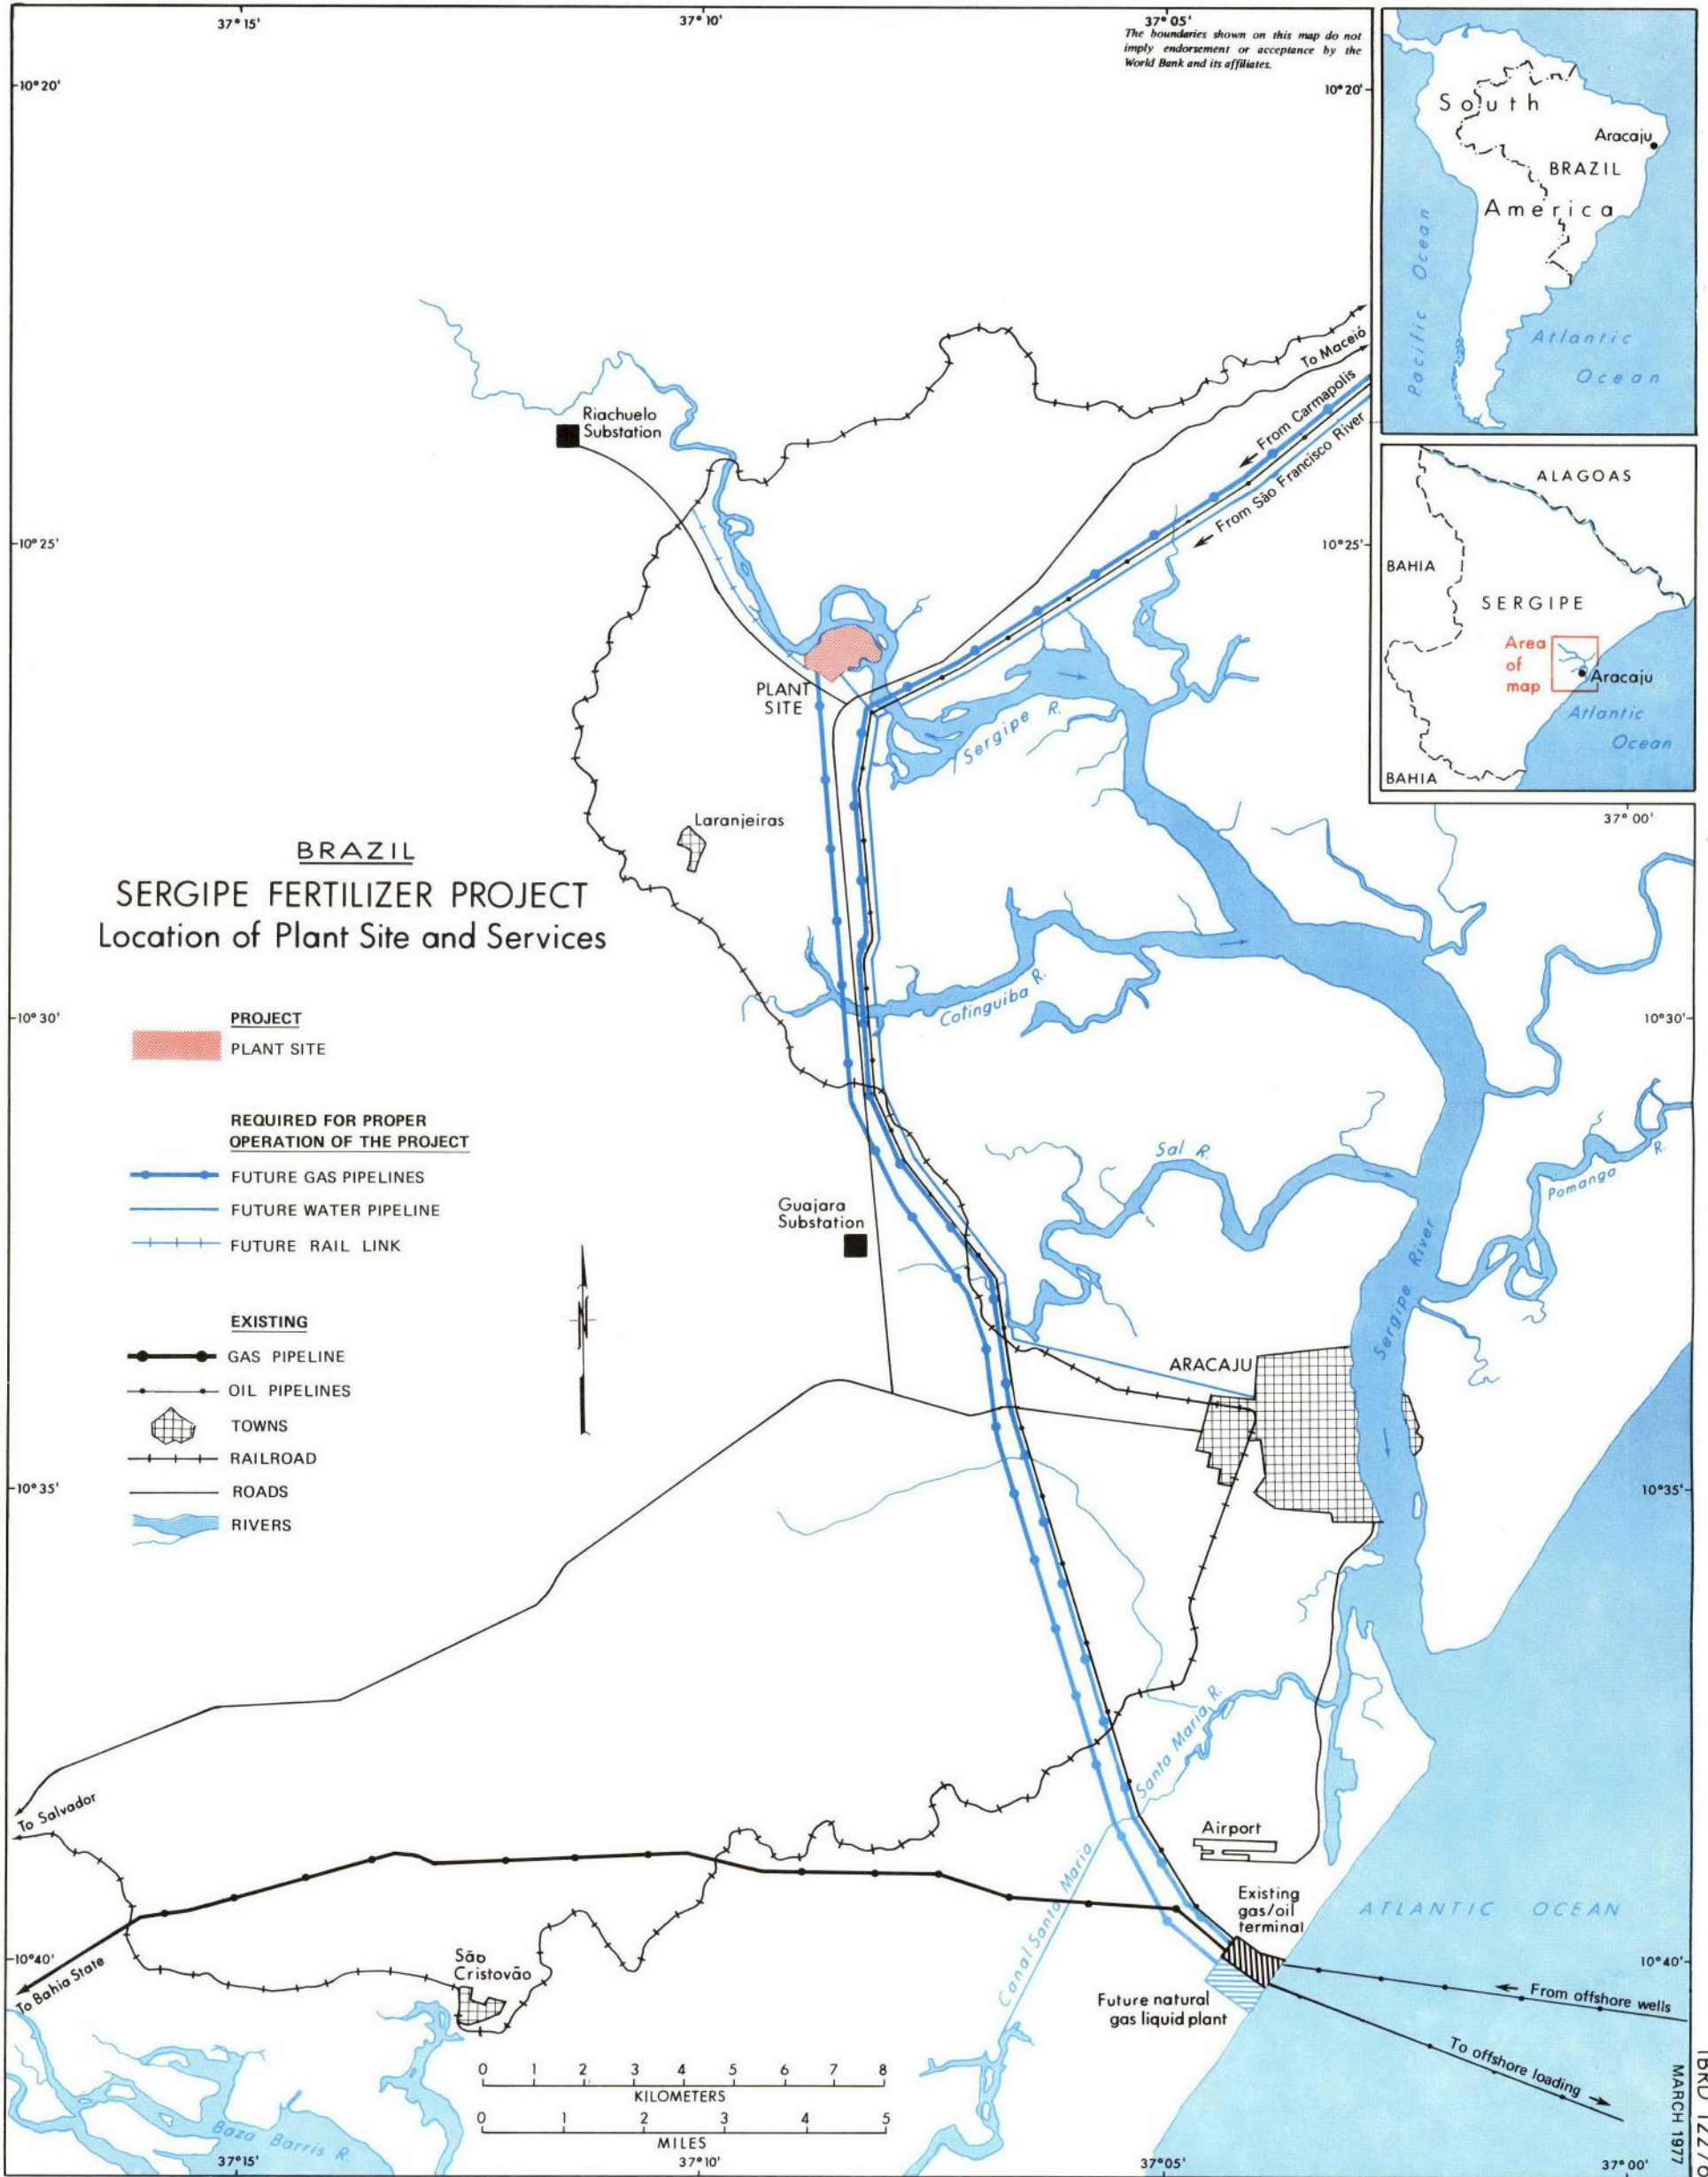 37° 15'
37° 10'
37° 05'
The boundaries shown on this map do not
imply endorsement or acceptance by the
World Bank and its affiliates.
10° 20'
10° 20'
South
Aracaju
BRAZIL
America
Pacific Ocean
Atlantic
Ocean
To Maceió
From Carmapolis
From São Francisco River
Riachuelo
Substation
10° 25'
10° 25'
ALAGOAS
BAHIA
SERGIPE
Area
of
map
Aracaju
Atlantic
Ocean
BAHIA
37° 00'
PLANT
SITE
Sergipe R.
Laranjeiras
BRAZIL
SERGIPE FERTILIZER PROJECT
Location of Plant Site and Services
Cotinguiba R.
10° 30'
10° 30'
PROJECT
PLANT SITE
REQUIRED FOR PROPER
OPERATION OF THE PROJECT
FUTURE GAS PIPELINES
FUTURE WATER PIPELINE
FUTURE RAIL LINK
N
EXISTING
GAS PIPELINE
OIL PIPELINES
TOWNS
RAILROAD
ROADS
RIVERS
Sal R.
Pomanga R.
Guajara
Substation
Sergipe River
ARACAJU
10° 35'
10° 35'
Santa Maria R.
To Salvador
Airport
Canal Santa Maria
Existing
gas/oil
terminal
ATLANTIC OCEAN
10° 40'
10° 40'
To Bahia State
São
Cristovão
From offshore wells
Future natural
gas liquid plant
To offshore loading
0 1 2 3 4 5 6 7 8
KILOMETERS
0 1 2 3 4 5
MILES
Baza Barris R.
37° 15'
37° 10'
37° 05'
37° 00'
MARCH 1977